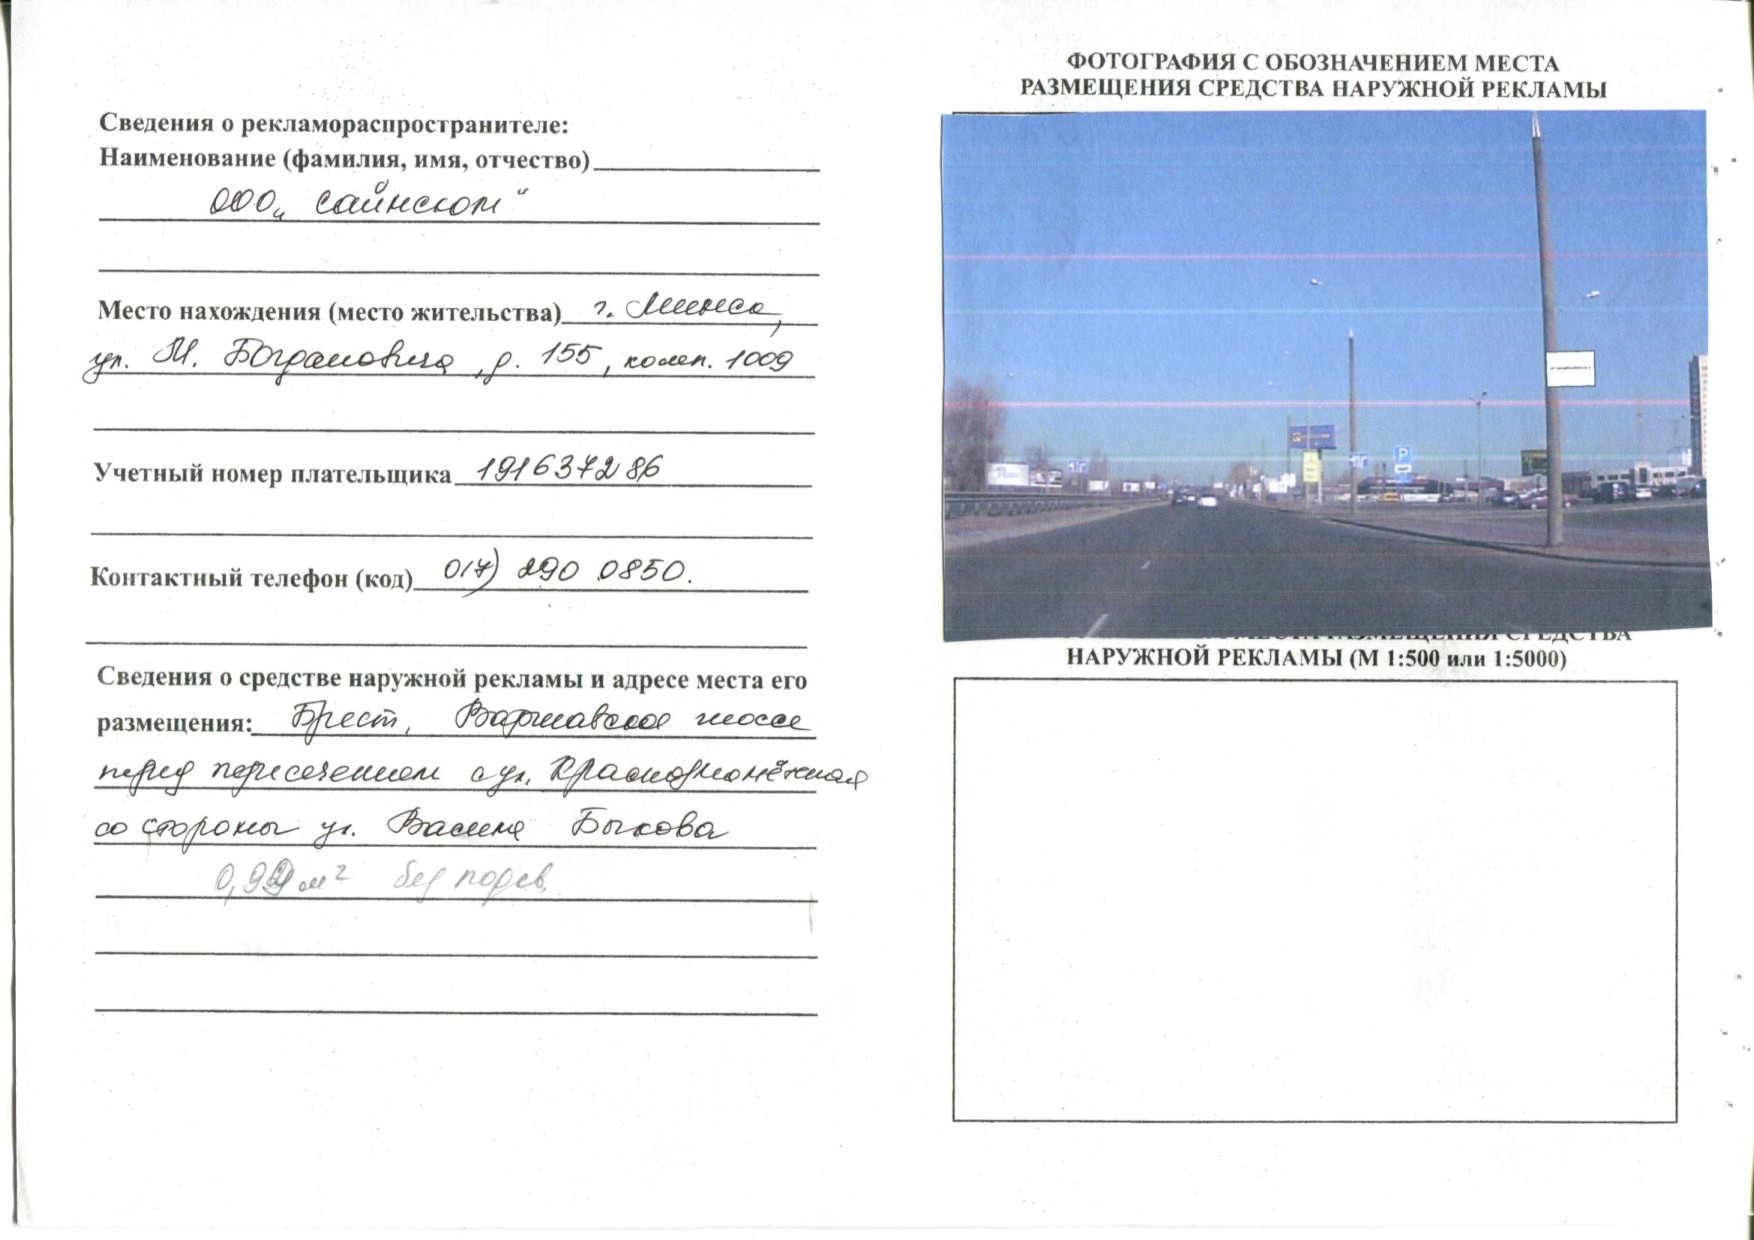 Сведения о рекламораспространителе:
Наименование (фамилия, имя, отчество)
ООО „Сайнском"
Место нахождения (место жительства) г. Минск,
ул. М. Богдановича, д. 155, комн. 1009
Учетный номер плательщика 191637286
Контактный телефон (код) 017) 290 0850.
Сведения о средстве наружной рекламы и адресе места его
размещения: Брест, Варшавское шоссе
перед пересечением с ул. Краснознамённая
со стороны ул. Василя Быкова
м² без подсв.
ФОТОГРАФИЯ С ОБОЗНАЧЕНИЕМ МЕСТА
РАЗМЕЩЕНИЯ СРЕДСТВА НАРУЖНОЙ РЕКЛАМЫ
P
МЕСТА РАЗМЕЩЕНИЯ СРЕДСТВА
НАРУЖНОЙ РЕКЛАМЫ (М 1:500 или 1:5000)